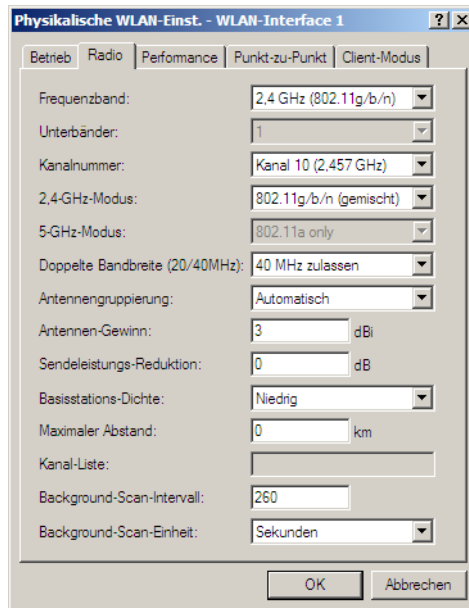 Physikalische WLAN-Einst. - WLAN-Interface 1
Betrieb Radio Performance Punkt-zu-Punkt Client-Modus
Frequenzband: 2,4 GHz (802.11g/b/n)
Unterbänder: 1
Kanalnummer: Kanal 10 (2,457 GHz)
2,4-GHz-Modus: 802.11g/b/n (gemischt)
5-GHz-Modus: 802.11a only
Doppelte Bandbreite (20/40MHz): 40 MHz zulassen
Antennengruppierung: Automatisch
Antennen-Gewinn: 3 dBi
Sendeleistungs-Reduktion: 0 dB
Basisstations-Dichte: Niedrig
Maximaler Abstand: 0 km
Kanal-Liste:
Background-Scan-Intervall: 260
Background-Scan-Einheit: Sekunden
OK Abbrechen